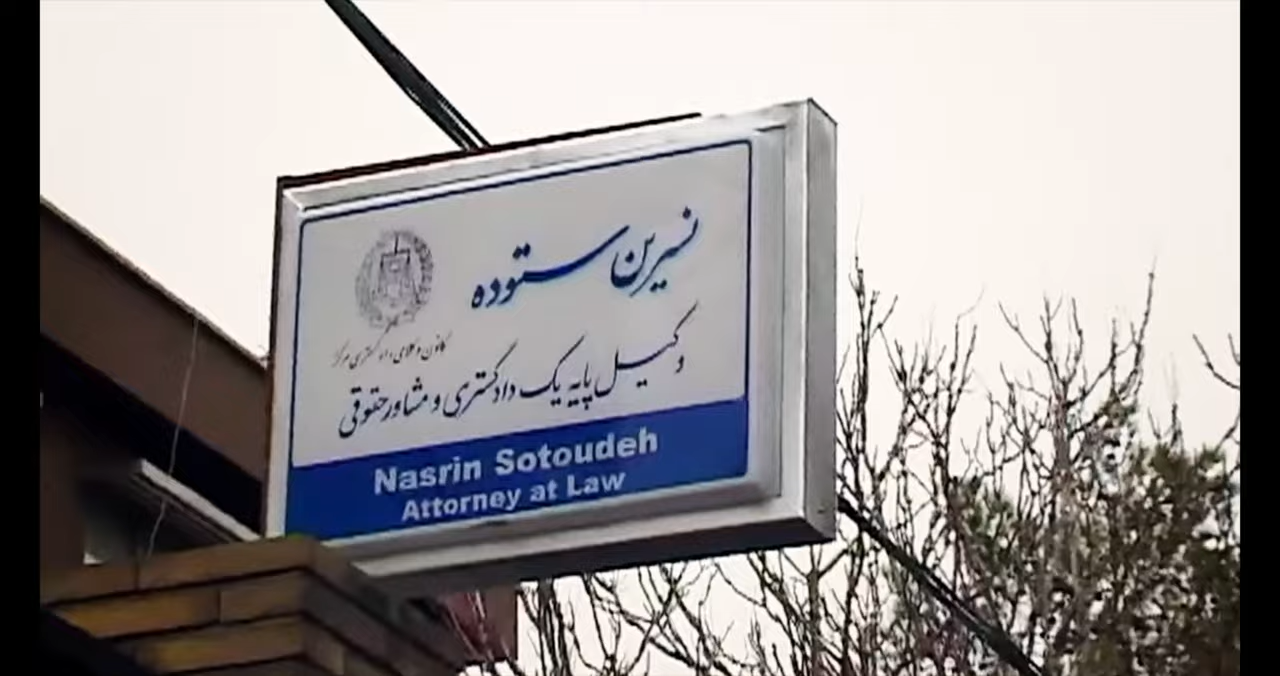 نسرین ستوده
کانون وکلای دادگستری مرکز
وکیل پایه یک دادگستری و مشاور حقوقی
Nasrin Sotoudeh
Attorney at Law